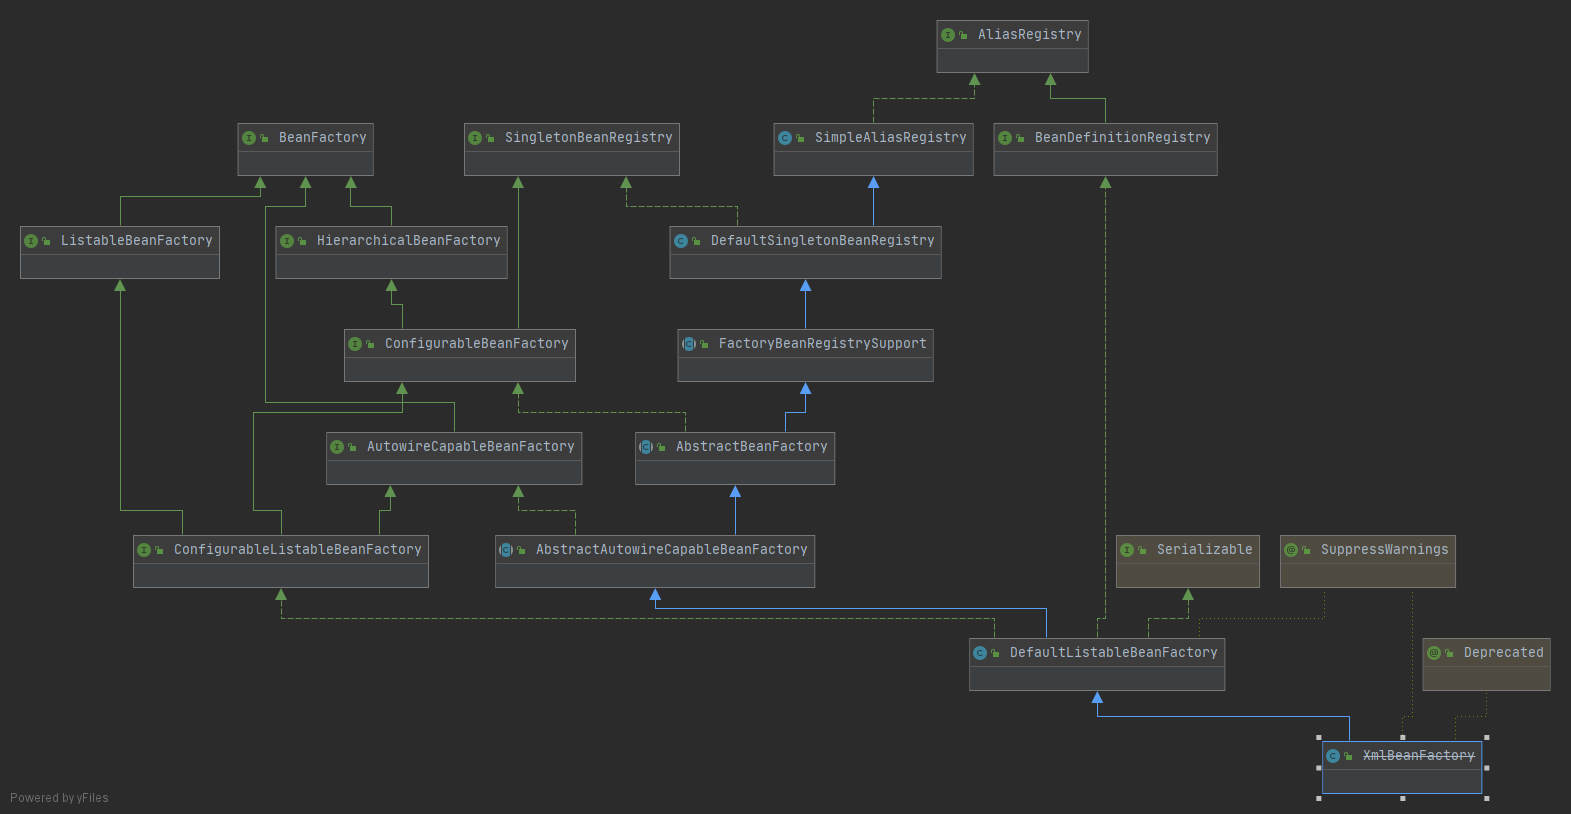 AliasRegistry
BeanFactory
SingletonBeanRegistry
SimpleAliasRegistry
BeanDefinitionRegistry
ListableBeanFactory
HierarchicalBeanFactory
DefaultSingletonBeanRegistry
ConfigurableBeanFactory
FactoryBeanRegistrySupport
AutowireCapableBeanFactory
AbstractBeanFactory
ConfigurableListableBeanFactory
AbstractAutowireCapableBeanFactory
Serializable
SuppressWarnings
DefaultListableBeanFactory
Deprecated
XmlBeanFactory
Powered by yFiles